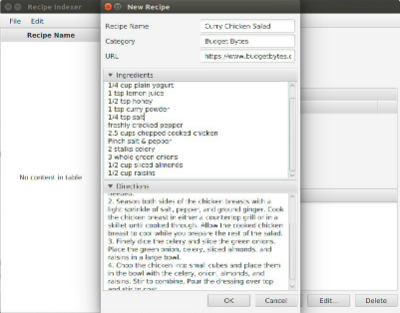 Recipe Indexer
File Edit
Recipe Name
No content in table
New Recipe
Recipe Name Curry Chicken Salad
Category Budget Bytes
URL https://www.budgetbytes.c
Ingredients
1/4 cup plain yogurt
1 tsp lemon juice
1/2 tsp honey
1 tsp curry powder
1/4 tsp salt
freshly cracked pepper
2.5 cups chopped cooked chicken
Pinch salt & pepper
2 stalks celery
3 whole green onions
1/2 cup sliced almonds
1/2 cup raisins
Directions
needed.
2. Season both sides of the chicken breasts with a
light sprinkle of salt, pepper, and ground ginger. Cook
the chicken breast in either a countertop grill or in a
skillet until cooked through. Allow the cooked chicken
breast to cool while you prepare the rest of the salad.
3. Finely dice the celery and slice the green onions.
Place the green onion, celery, sliced almonds, and
raisins in a large bowl.
4. Chop the chicken into small cubes and place them
in the bowl with the celery, onion, almonds, and
raisins. Stir to combine. Pour the dressing over top
and stir to coat.
OK Cancel
Edit... Delete